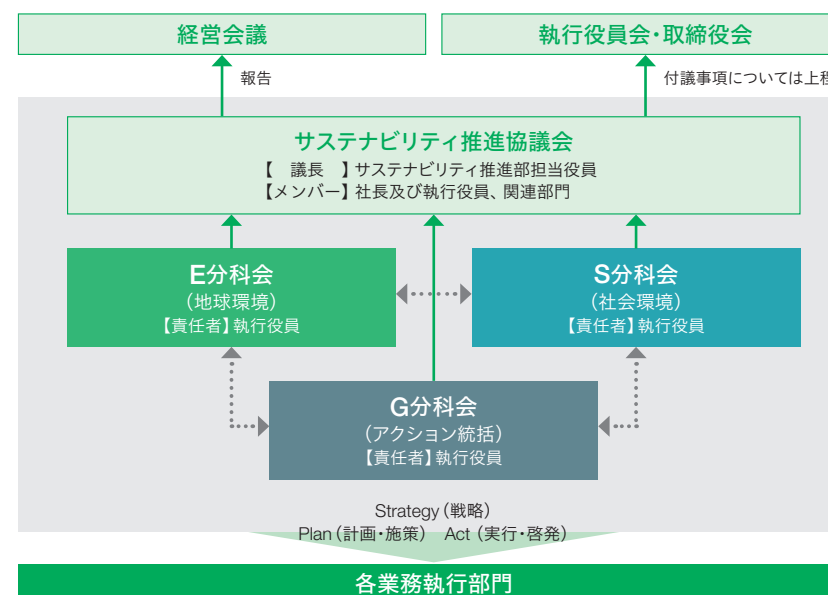 経営会議
執行役員会・取締役会
報告
付議事項については上程
サステナビリティ推進協議会
【　議長　】サステナビリティ推進部担当役員
【メンバー】社長及び執行役員、関連部門
E分科会
（地球環境）
【責任者】執行役員
S分科会
（社会環境）
【責任者】執行役員
G分科会
（アクション統括）
【責任者】執行役員
Strategy（戦略）
Plan（計画・施策）　Act（実行・啓発）
各業務執行部門